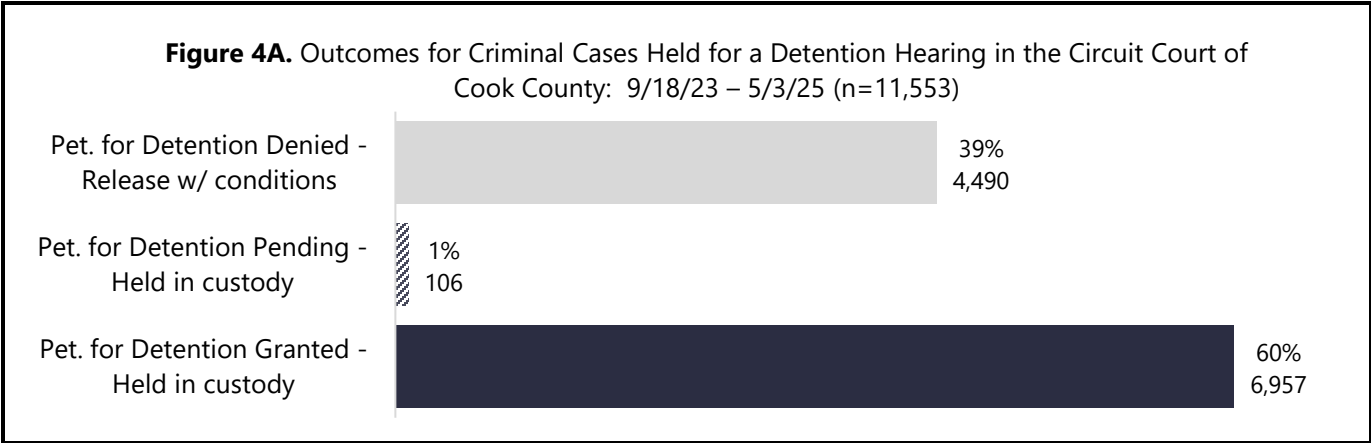 Figure 4A. Outcomes for Criminal Cases Held for a Detention Hearing in the Circuit Court of
Cook County:  9/18/23 – 5/3/25 (n=11,553)
Pet. for Detention Denied -
Release w/ conditions
39%
4,490
Pet. for Detention Pending -
Held in custody
1%
106
Pet. for Detention Granted -
Held in custody
60%
6,957